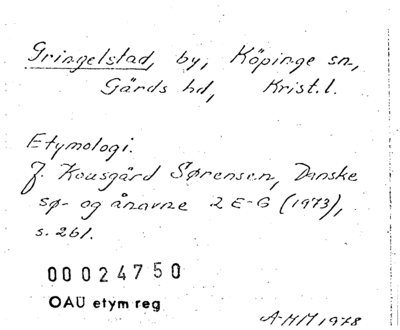 Gringelstad, by, Köpinge sn,
Gärds hd, Krist.l.
Etymologi.
J. Kousgård Sørensen, Danske
sø- og ånavne 2 E-G (1973),
s. 261.
00024750
OAU etym reg
A-MM 1978